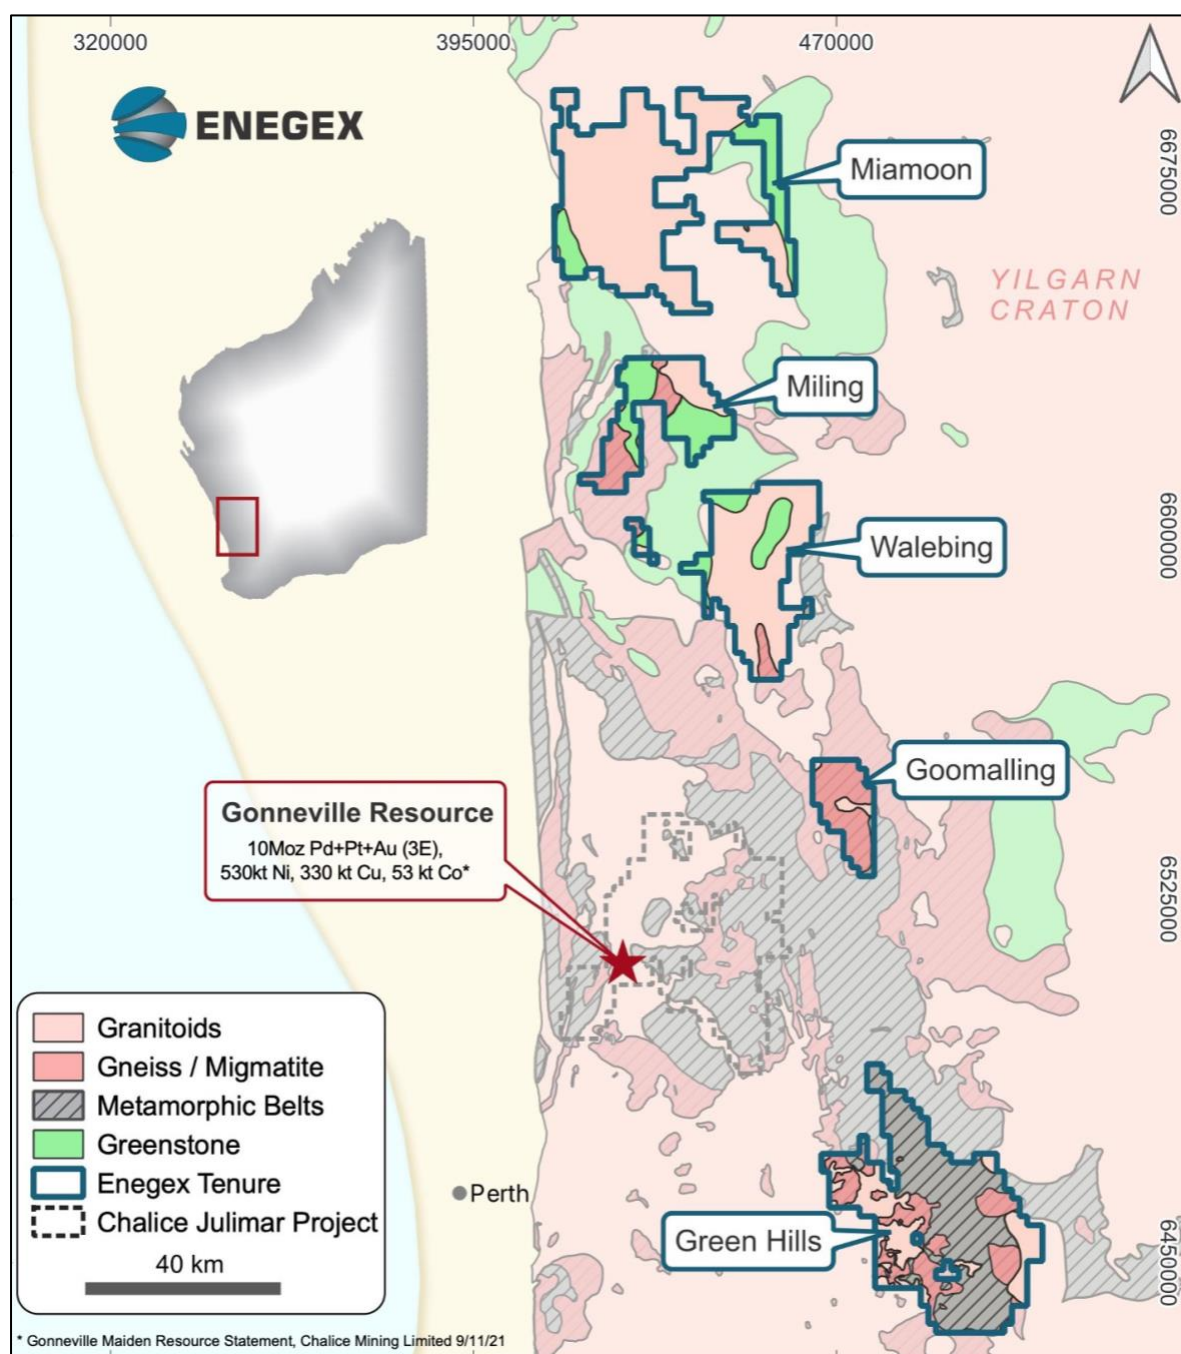 320000
395000
470000
ENEGEX
6675000
Miamoon
YILGARN
CRATON
Miling
6600000
Walebing
Goomalling
Gonneville Resource
10Moz Pd+Pt+Au (3E),
530kt Ni, 330 kt Cu, 53 kt Co*
6525000
Granitoids
Gneiss / Migmatite
Metamorphic Belts
Greenstone
Enegex Tenure
Chalice Julimar Project
40 km
Perth
Green Hills
6450000
* Gonneville Maiden Resource Statement, Chalice Mining Limited 9/11/21